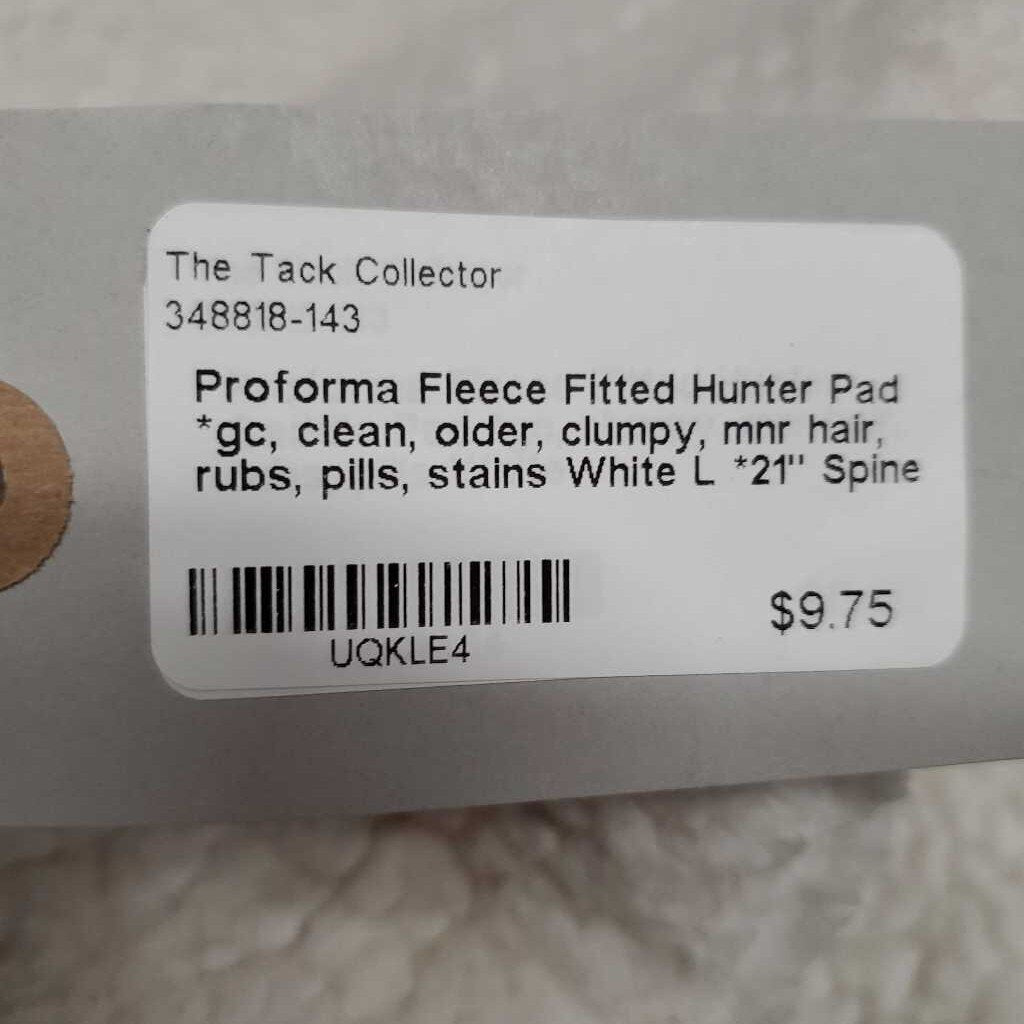 The Tack Collector
348818-143
Proforma Fleece Fitted Hunter Pad
*gc, clean, older, clumpy, mnr hair,
rubs, pills, stains White L *21" Spine
UQKLE4
$9.75